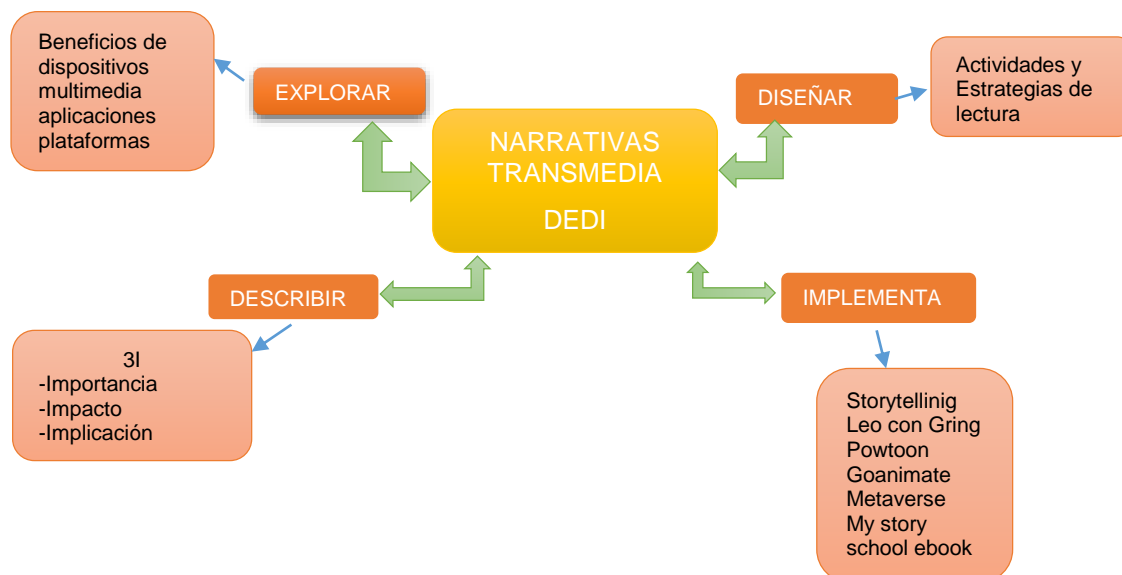 Beneficios de
dispositivos
multimedia
aplicaciones
plataformas
EXPLORAR
NARRATIVAS
TRANSMEDIA
DEDI
DISEÑAR
Actividades y
Estrategias de
lectura
DESCRIBIR
3I
-Importancia
-Impacto
-Implicación
IMPLEMENTA
Storytellinig
Leo con Gring
Powtoon
Goanimate
Metaverse
My story
school ebook